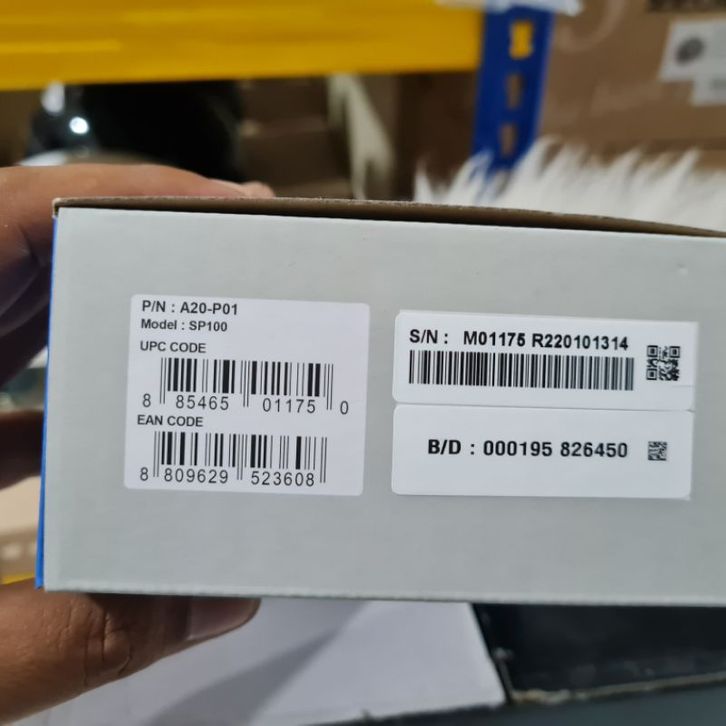 P/N : A20-P01
Model : SP100
UPC CODE
8 85465 01175 0
EAN CODE
8 809629 523608
S/N : M01175 R220101314
B/D : 000195 826450